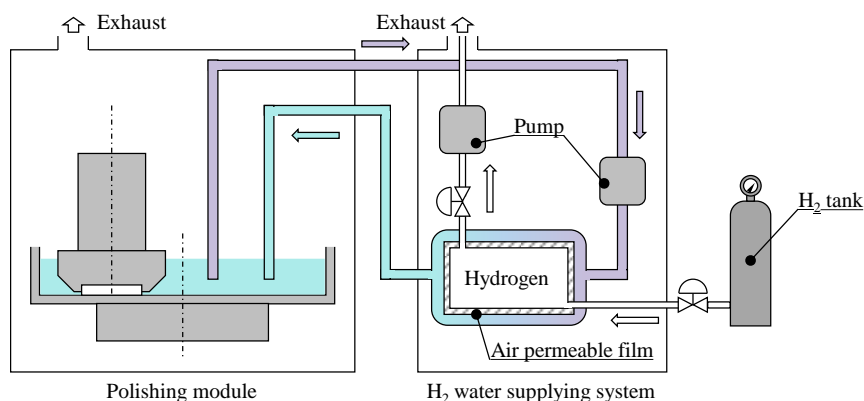 Exhaust
Exhaust
Pump
H₂ tank
Hydrogen
Air permeable film
Polishing module
H₂ water supplying system